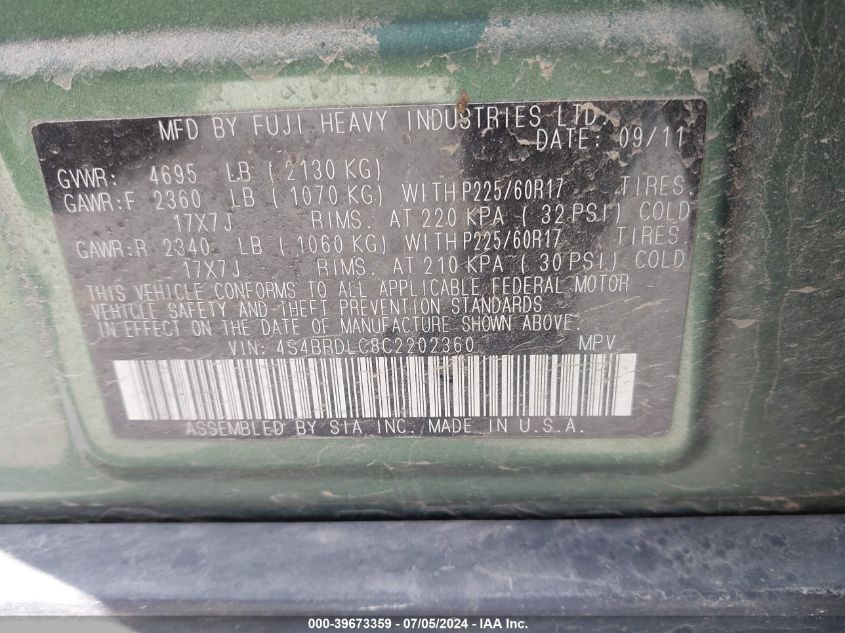 MFD BY FUJI HEAVY INDUSTRIES LTD.
DATE: 09/11
GVWR: 4695 LB ( 2130 KG)
GAWR:F 2360 LB ( 1070 KG) WITH P225/60R17 TIRES.
17X7J RIMS. AT 220 KPA ( 32 PSI) COLD
GAWR:R 2340 LB ( 1060 KG) WITH P225/60R17 TIRES.
17X7J RIMS. AT 210 KPA ( 30 PSI) COLD
THIS VEHICLE CONFORMS TO ALL APPLICABLE FEDERAL MOTOR
VEHICLE SAFETY AND THEFT PREVENTION STANDARDS
IN EFFECT ON THE DATE OF MANUFACTURE SHOWN ABOVE.
VIN: 4S4BRDLC8C2202360 MPV
ASSEMBLED BY SIA INC. MADE IN U.S.A.
000-39673359 - 07/05/2024 - IAA Inc.